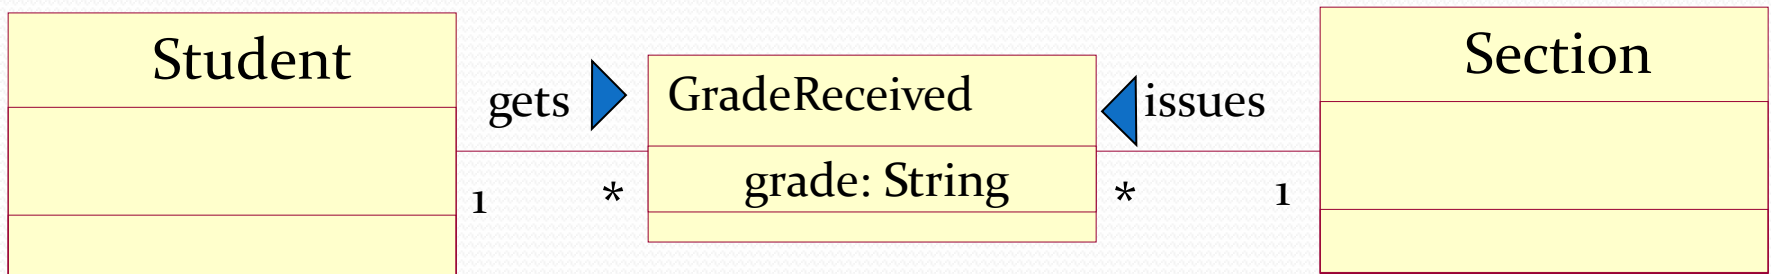 Student
gets
GradeReceived
issues
Section
1
*
grade: String
*
1